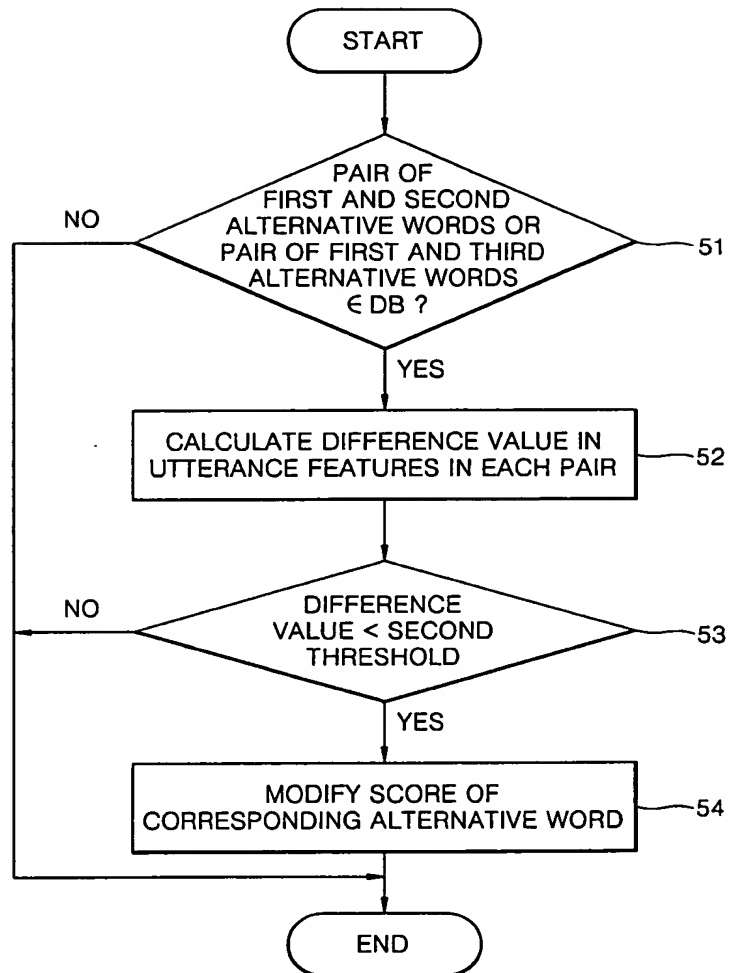 START
PAIR OF
FIRST AND SECOND
ALTERNATIVE WORDS OR
PAIR OF FIRST AND THIRD
ALTERNATIVE WORDS
∈ DB ?
NO
51
YES
CALCULATE DIFFERENCE VALUE IN
UTTERANCE FEATURES IN EACH PAIR
52
NO
DIFFERENCE
VALUE < SECOND
THRESHOLD
53
YES
MODIFY SCORE OF
CORRESPONDING ALTERNATIVE WORD
54
END